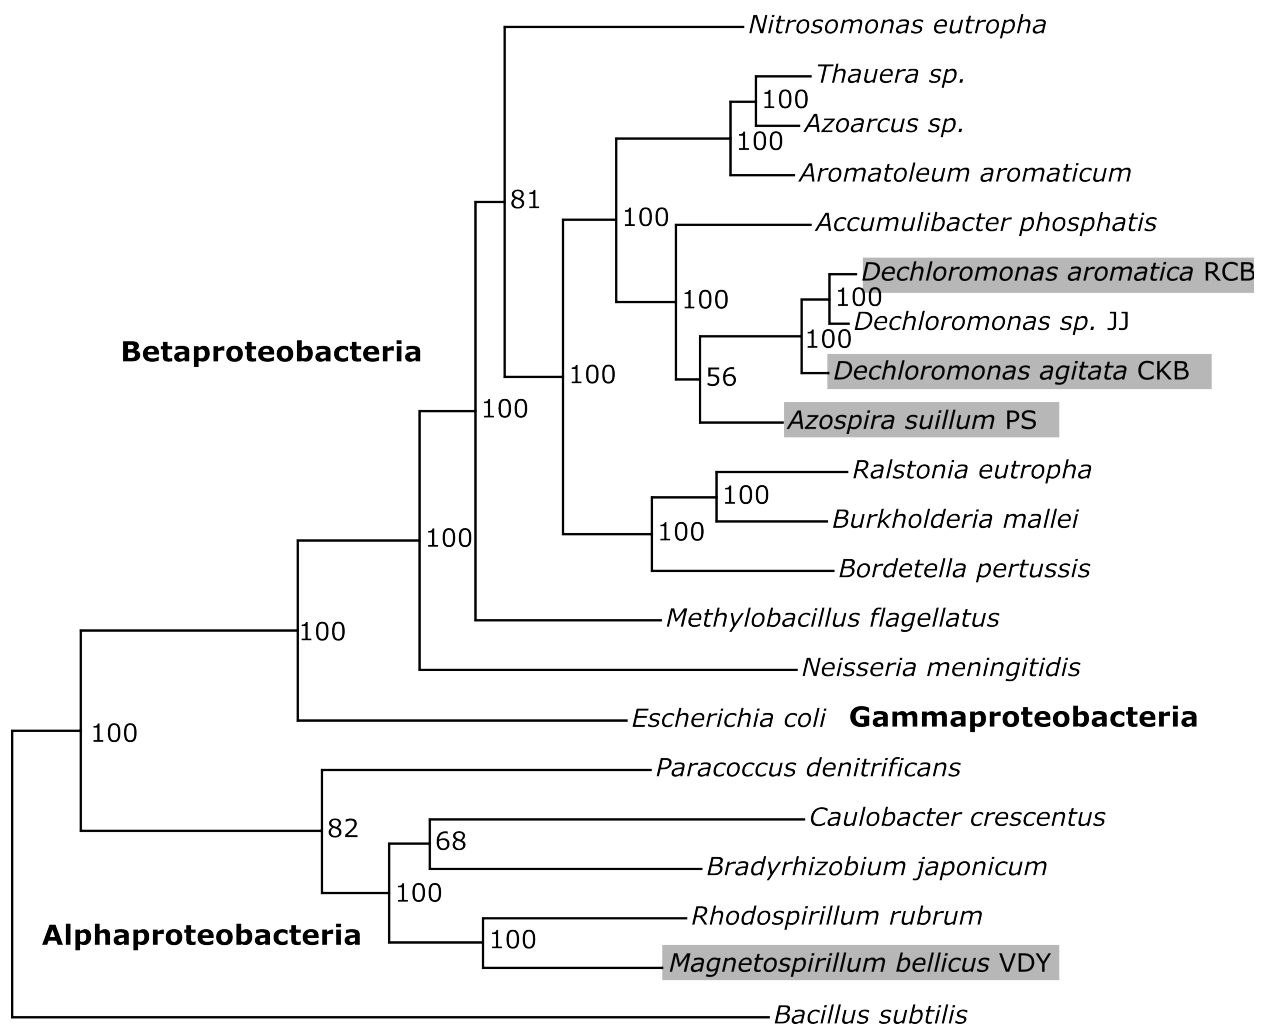 Nitrosomonas eutropha
Thauera sp.
100
Azoarcus sp.
100
Aromatoleum aromaticum
81
100
Accumulibacter phosphatis
Dechloromonas aromatica RCB
100
100
Dechloromonas sp. JJ
100
Betaproteobacteria
Dechloromonas agitata CKB
100
56
100
Azospira suillum PS
Ralstonia eutropha
100
Burkholderia mallei
100
100
Bordetella pertussis
Methylobacillus flagellatus
100
Neisseria meningitidis
Escherichia coli Gammaproteobacteria
100
Paracoccus denitrificans
Caulobacter crescentus
82
68
Bradyrhizobium japonicum
100
Rhodospirillum rubrum
Alphaproteobacteria
100
Magnetospirillum bellicus VDY
Bacillus subtilis